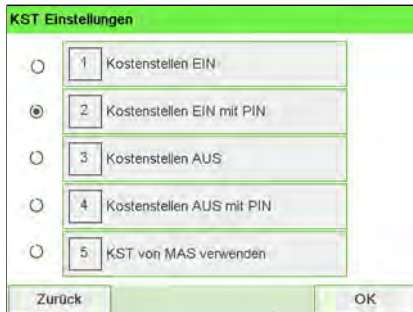 KST Einstellungen
1 Kostenstellen EIN
2 Kostenstellen EIN mit PIN
3 Kostenstellen AUS
4 Kostenstellen AUS mit PIN
5 KST von MAS verwenden
Zurück OK